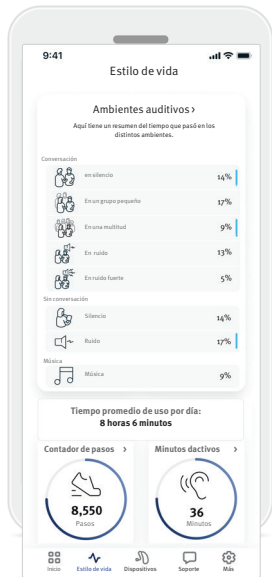 9:41
Estilo de vida
Ambientes auditivos ›
Aquí tiene un resumen del tiempo que pasó en los
distintos ambientes.
Conversación
en silencio 14%
En un grupo pequeño 17%
En una multitud 9%
En ruido 13%
En ruido fuerte 5%
Sin conversación
Silencio 14%
Ruido 17%
Música
Música 9%
Tiempo promedio de uso por día:
8 horas 6 minutos
Contador de pasos ›
8,550
Pasos
Minutos dactivos ›
36
Minutos
Inicio Estilo de vida Dispositivos Soporte Más